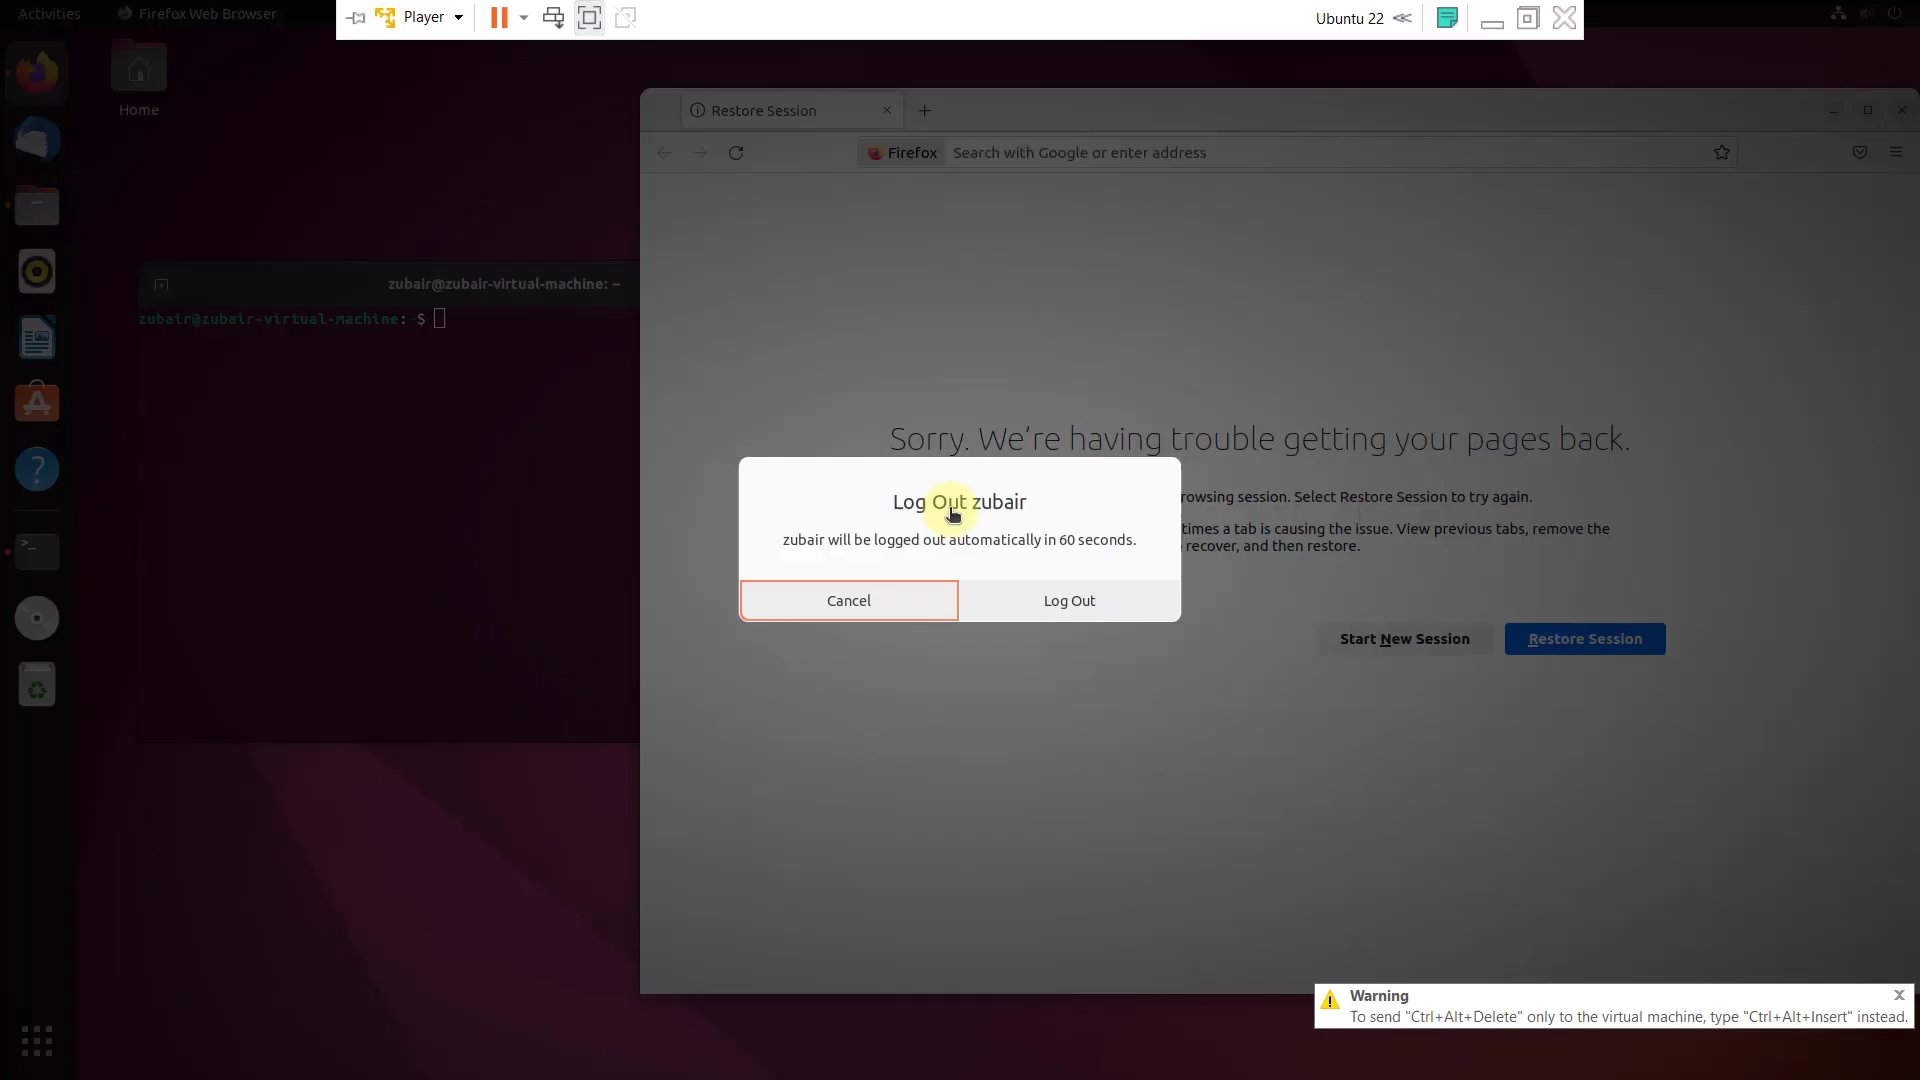 Activities
Firefox Web Browser
Player
Ubuntu 22
Home
Restore Session
Firefox
Search with Google or enter address
zubair@zubair-virtual-machine: ~
zubair@zubair-virtual-machine: $
Sorry. We're having trouble getting your pages back.
rowsing session. Select Restore Session to try again.
times a tab is causing the issue. View previous tabs, remove the
recover, and then restore.
Log Out zubair
zubair will be logged out automatically in 60 seconds.
Cancel
Log Out
Start New Session
Restore Session
Warning
To send "Ctrl+Alt+Delete" only to the virtual machine, type "Ctrl+Alt+Insert" instead.